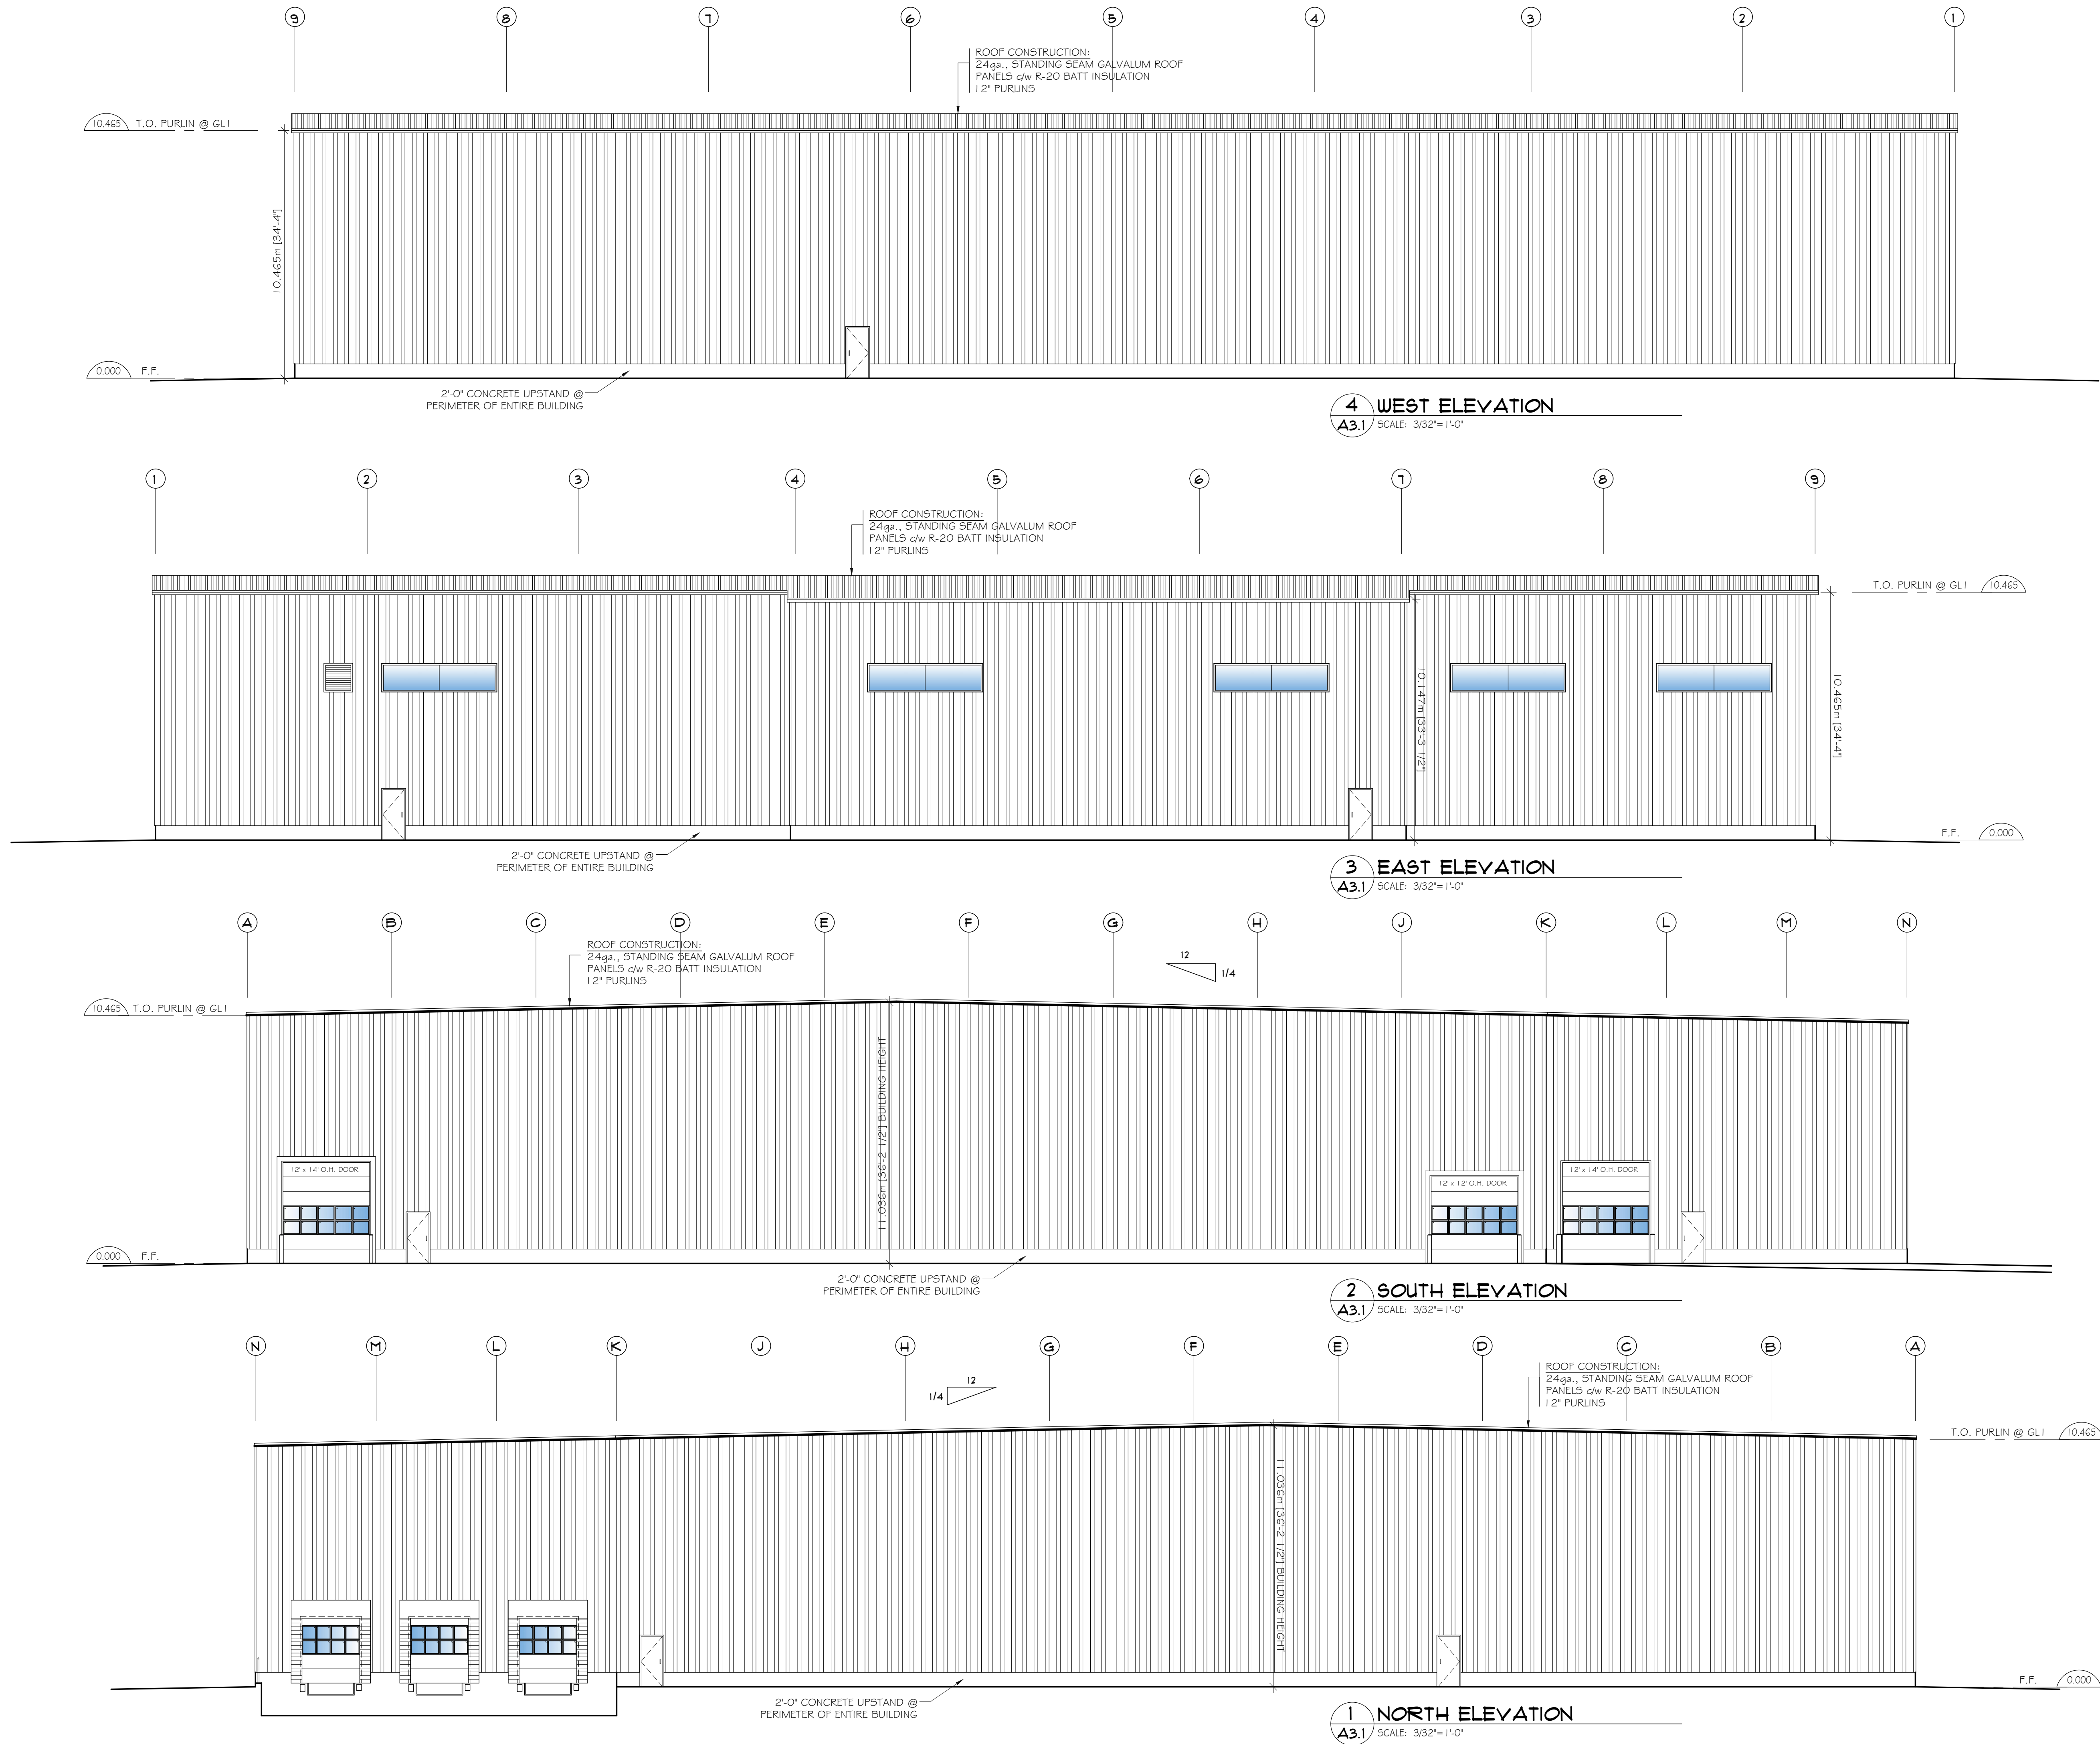 9 8 7 6 5 4 3 2 1
ROOF CONSTRUCTION:
24ga., STANDING SEAM GALVALUM ROOF
PANELS c/w R-20 BATT INSULATION
12" PURLINS
10.465 T.O. PURLIN @ GL1
10.465m [34'-4"]
0.000 F.F.
2'-0" CONCRETE UPSTAND @
PERIMETER OF ENTIRE BUILDING
4 WEST ELEVATION
A3.1 SCALE: 3/32"=1'-0"
1 2 3 4 5 6 7 8 9
ROOF CONSTRUCTION:
24ga., STANDING SEAM GALVALUM ROOF
PANELS c/w R-20 BATT INSULATION
12" PURLINS
T.O. PURLIN @ GL1 10.465
10.147m [33'-3 1/2"]
10.465m [34'-4"]
F.F. 0.000
2'-0" CONCRETE UPSTAND @
PERIMETER OF ENTIRE BUILDING
3 EAST ELEVATION
A3.1 SCALE: 3/32"=1'-0"
A B C D E F G H J K L M N
ROOF CONSTRUCTION:
24ga., STANDING SEAM GALVALUM ROOF
PANELS c/w R-20 BATT INSULATION
12" PURLINS
12
1/4
10.465 T.O. PURLIN @ GL1
11.036m [36'-2 1/2"] BUILDING HEIGHT
12' x 14' O.H. DOOR
12' x 12' O.H. DOOR
12' x 14' O.H. DOOR
0.000 F.F.
2'-0" CONCRETE UPSTAND @
PERIMETER OF ENTIRE BUILDING
2 SOUTH ELEVATION
A3.1 SCALE: 3/32"=1'-0"
N M L K J H G F E D C B A
ROOF CONSTRUCTION:
24ga., STANDING SEAM GALVALUM ROOF
PANELS c/w R-20 BATT INSULATION
12" PURLINS
12
1/4
T.O. PURLIN @ GL1 10.465
11.036m [36'-2 1/2"] BUILDING HEIGHT
F.F. 0.000
2'-0" CONCRETE UPSTAND @
PERIMETER OF ENTIRE BUILDING
1 NORTH ELEVATION
A3.1 SCALE: 3/32"=1'-0"